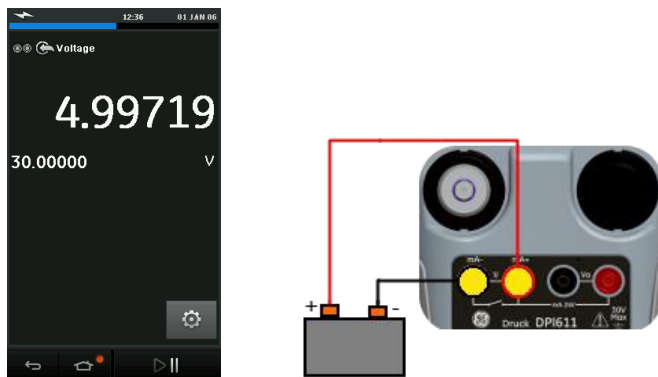 12:36 01 JAN 06
Voltage
4.99719
30.00000 V
+ -
mA- mA+
V Vo
mA 24V
30V
Max
Druck DPI611